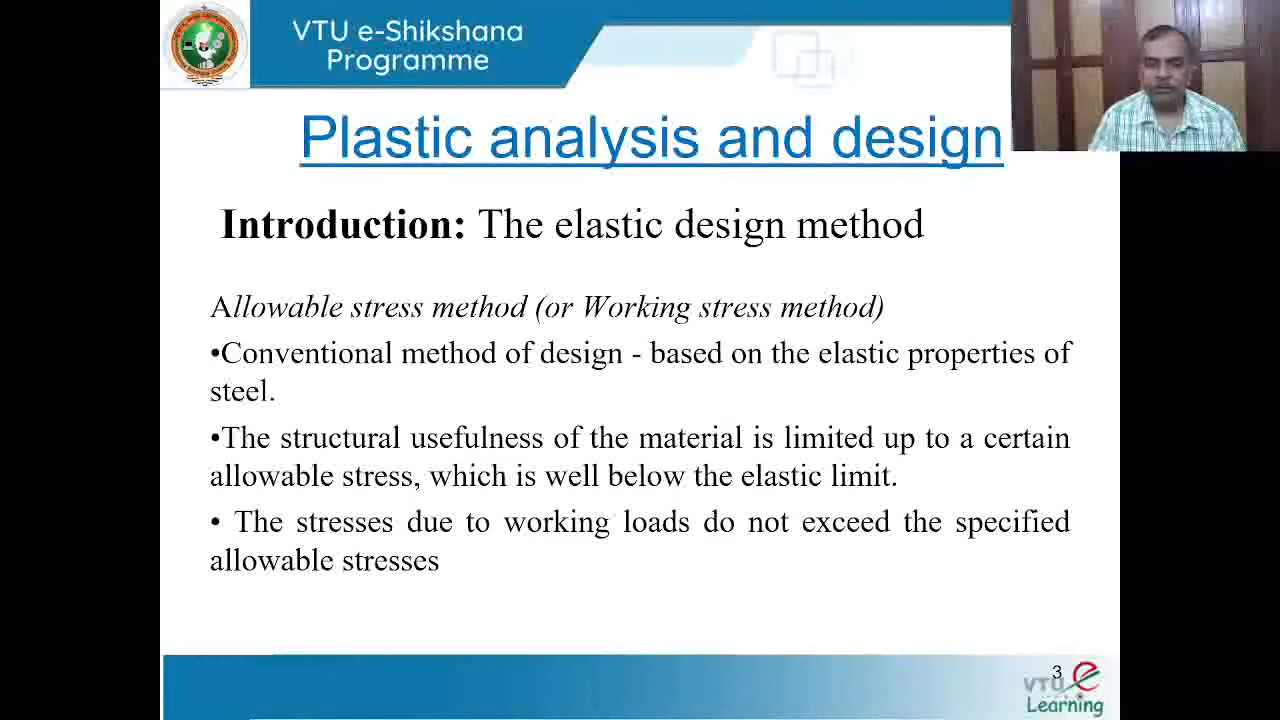 VTU e-Shikshana
Programme
Plastic analysis and design
Introduction: The elastic design method
Allowable stress method (or Working stress method)
•Conventional method of design - based on the elastic properties of
steel.
•The structural usefulness of the material is limited up to a certain
allowable stress, which is well below the elastic limit.
• The stresses due to working loads do not exceed the specified
allowable stresses
3
VTU e
Learning